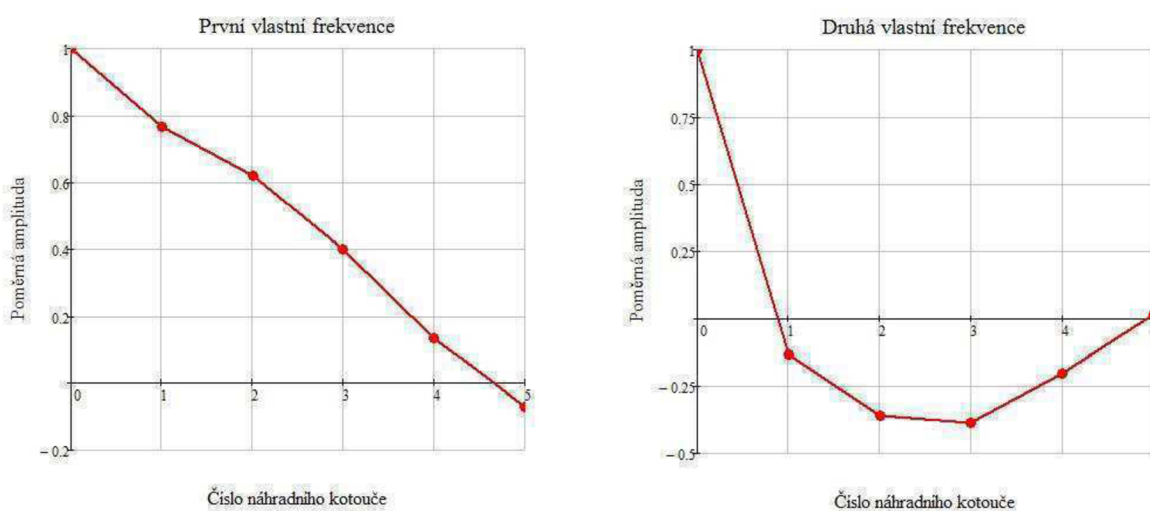 První vlastní frekvence
1
0.8
0.6
0.4
0.2
0 1 2 3 4 5
− 0.2
Poměrná amplituda
Číslo náhradního kotouče
Druhá vlastní frekvence
1
0.75
0.5
0.25
0 1 2 3 4
− 0.25
− 0.5
Poměrná amplituda
Číslo náhradního kotouče